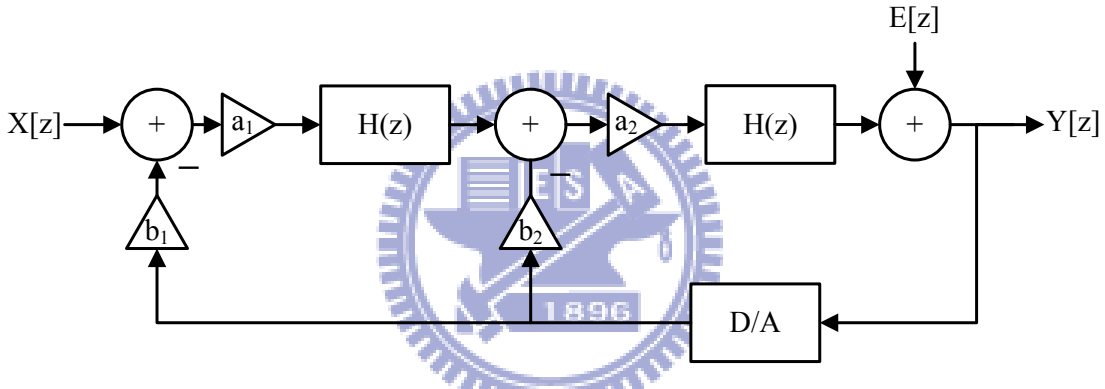 E[z]
X[z]
+
a₁
H(z)
+
a₂
H(z)
+
Y[z]
−
−
b₁
b₂
E S A
1896
D/A